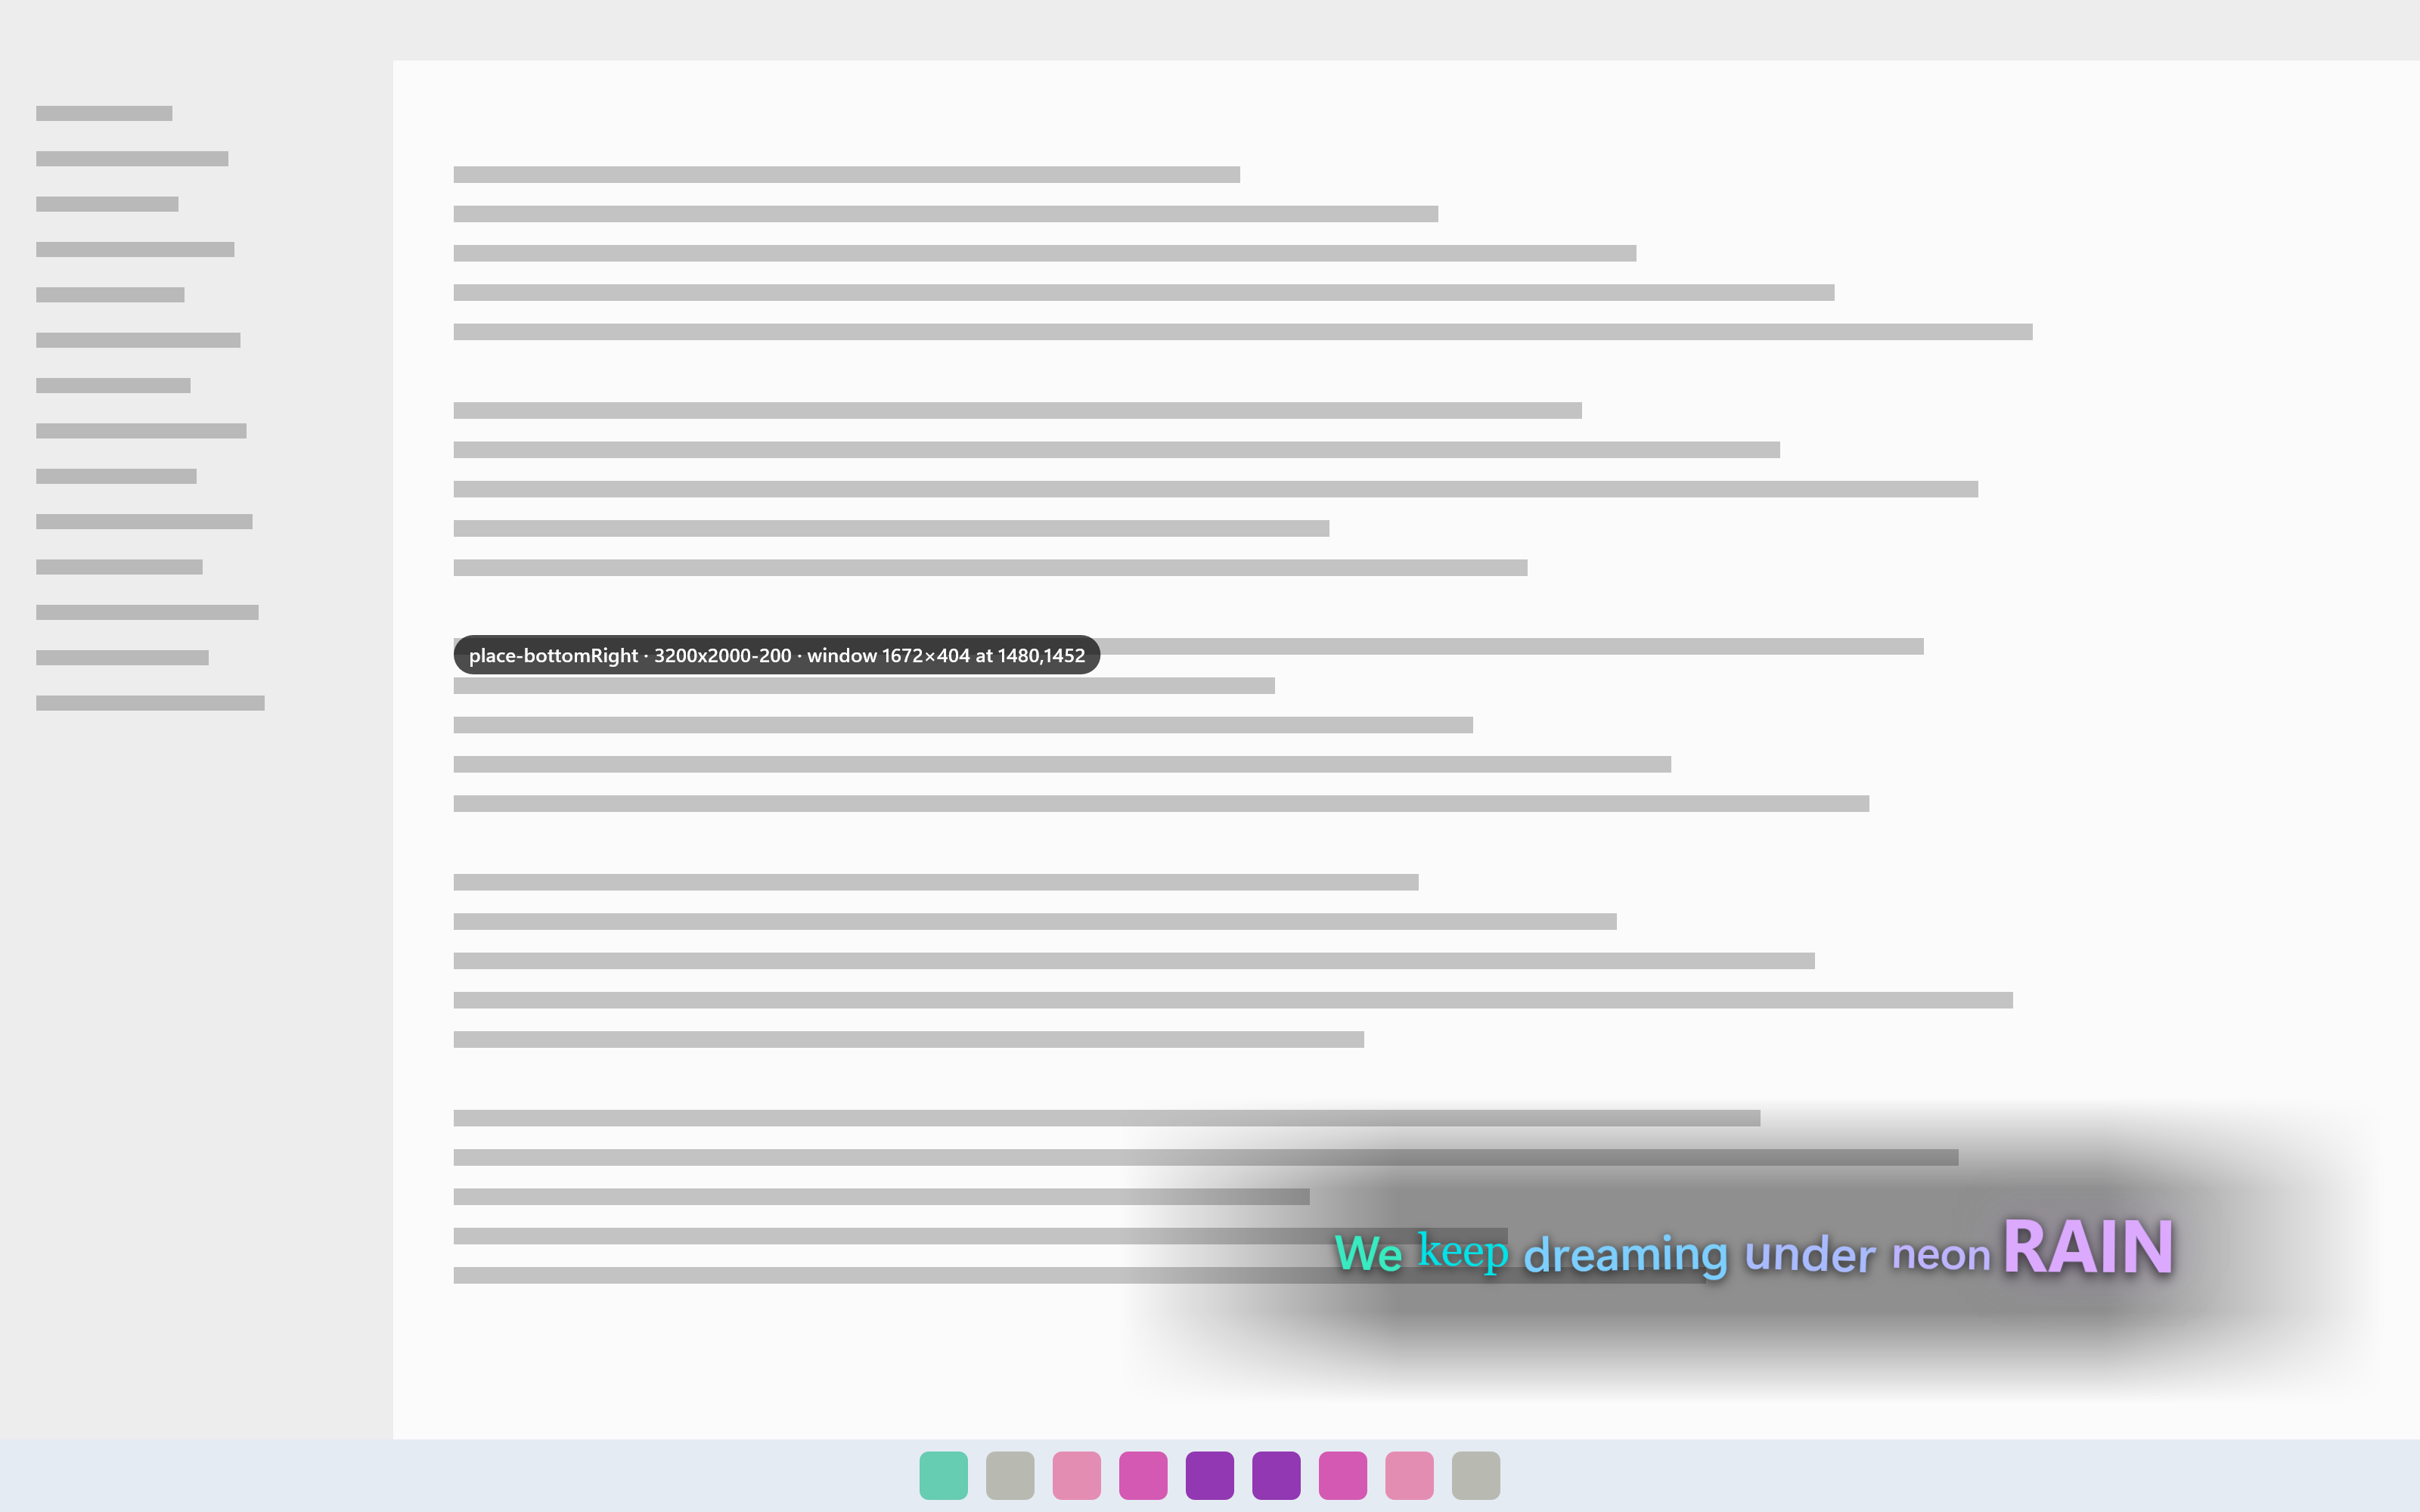 place-bottomRight · 3200x2000-200 · window 1672×404 at 1480,1452
We keep dreaming under neon RAIN